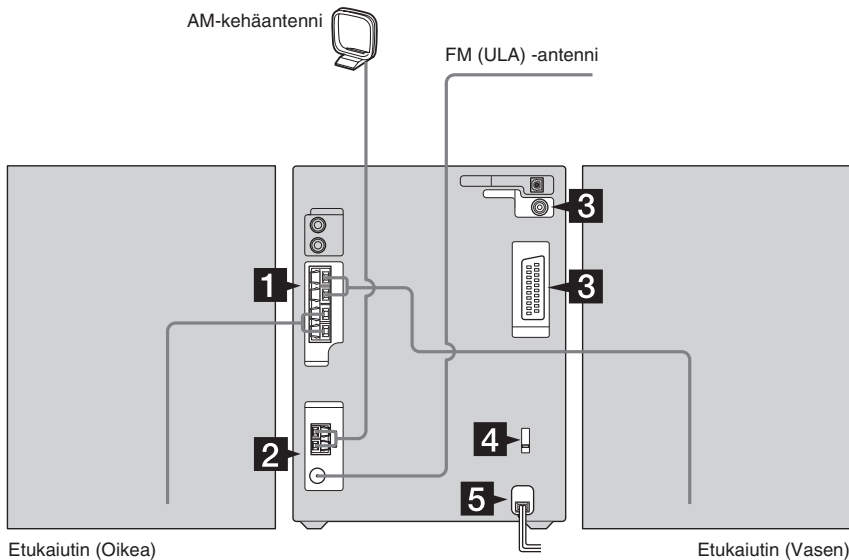 AM-kehäantenni
FM (ULA) -antenni
3
1
3
2
4
5
Etukaiutin (Oikea)
Etukaiutin (Vasen)